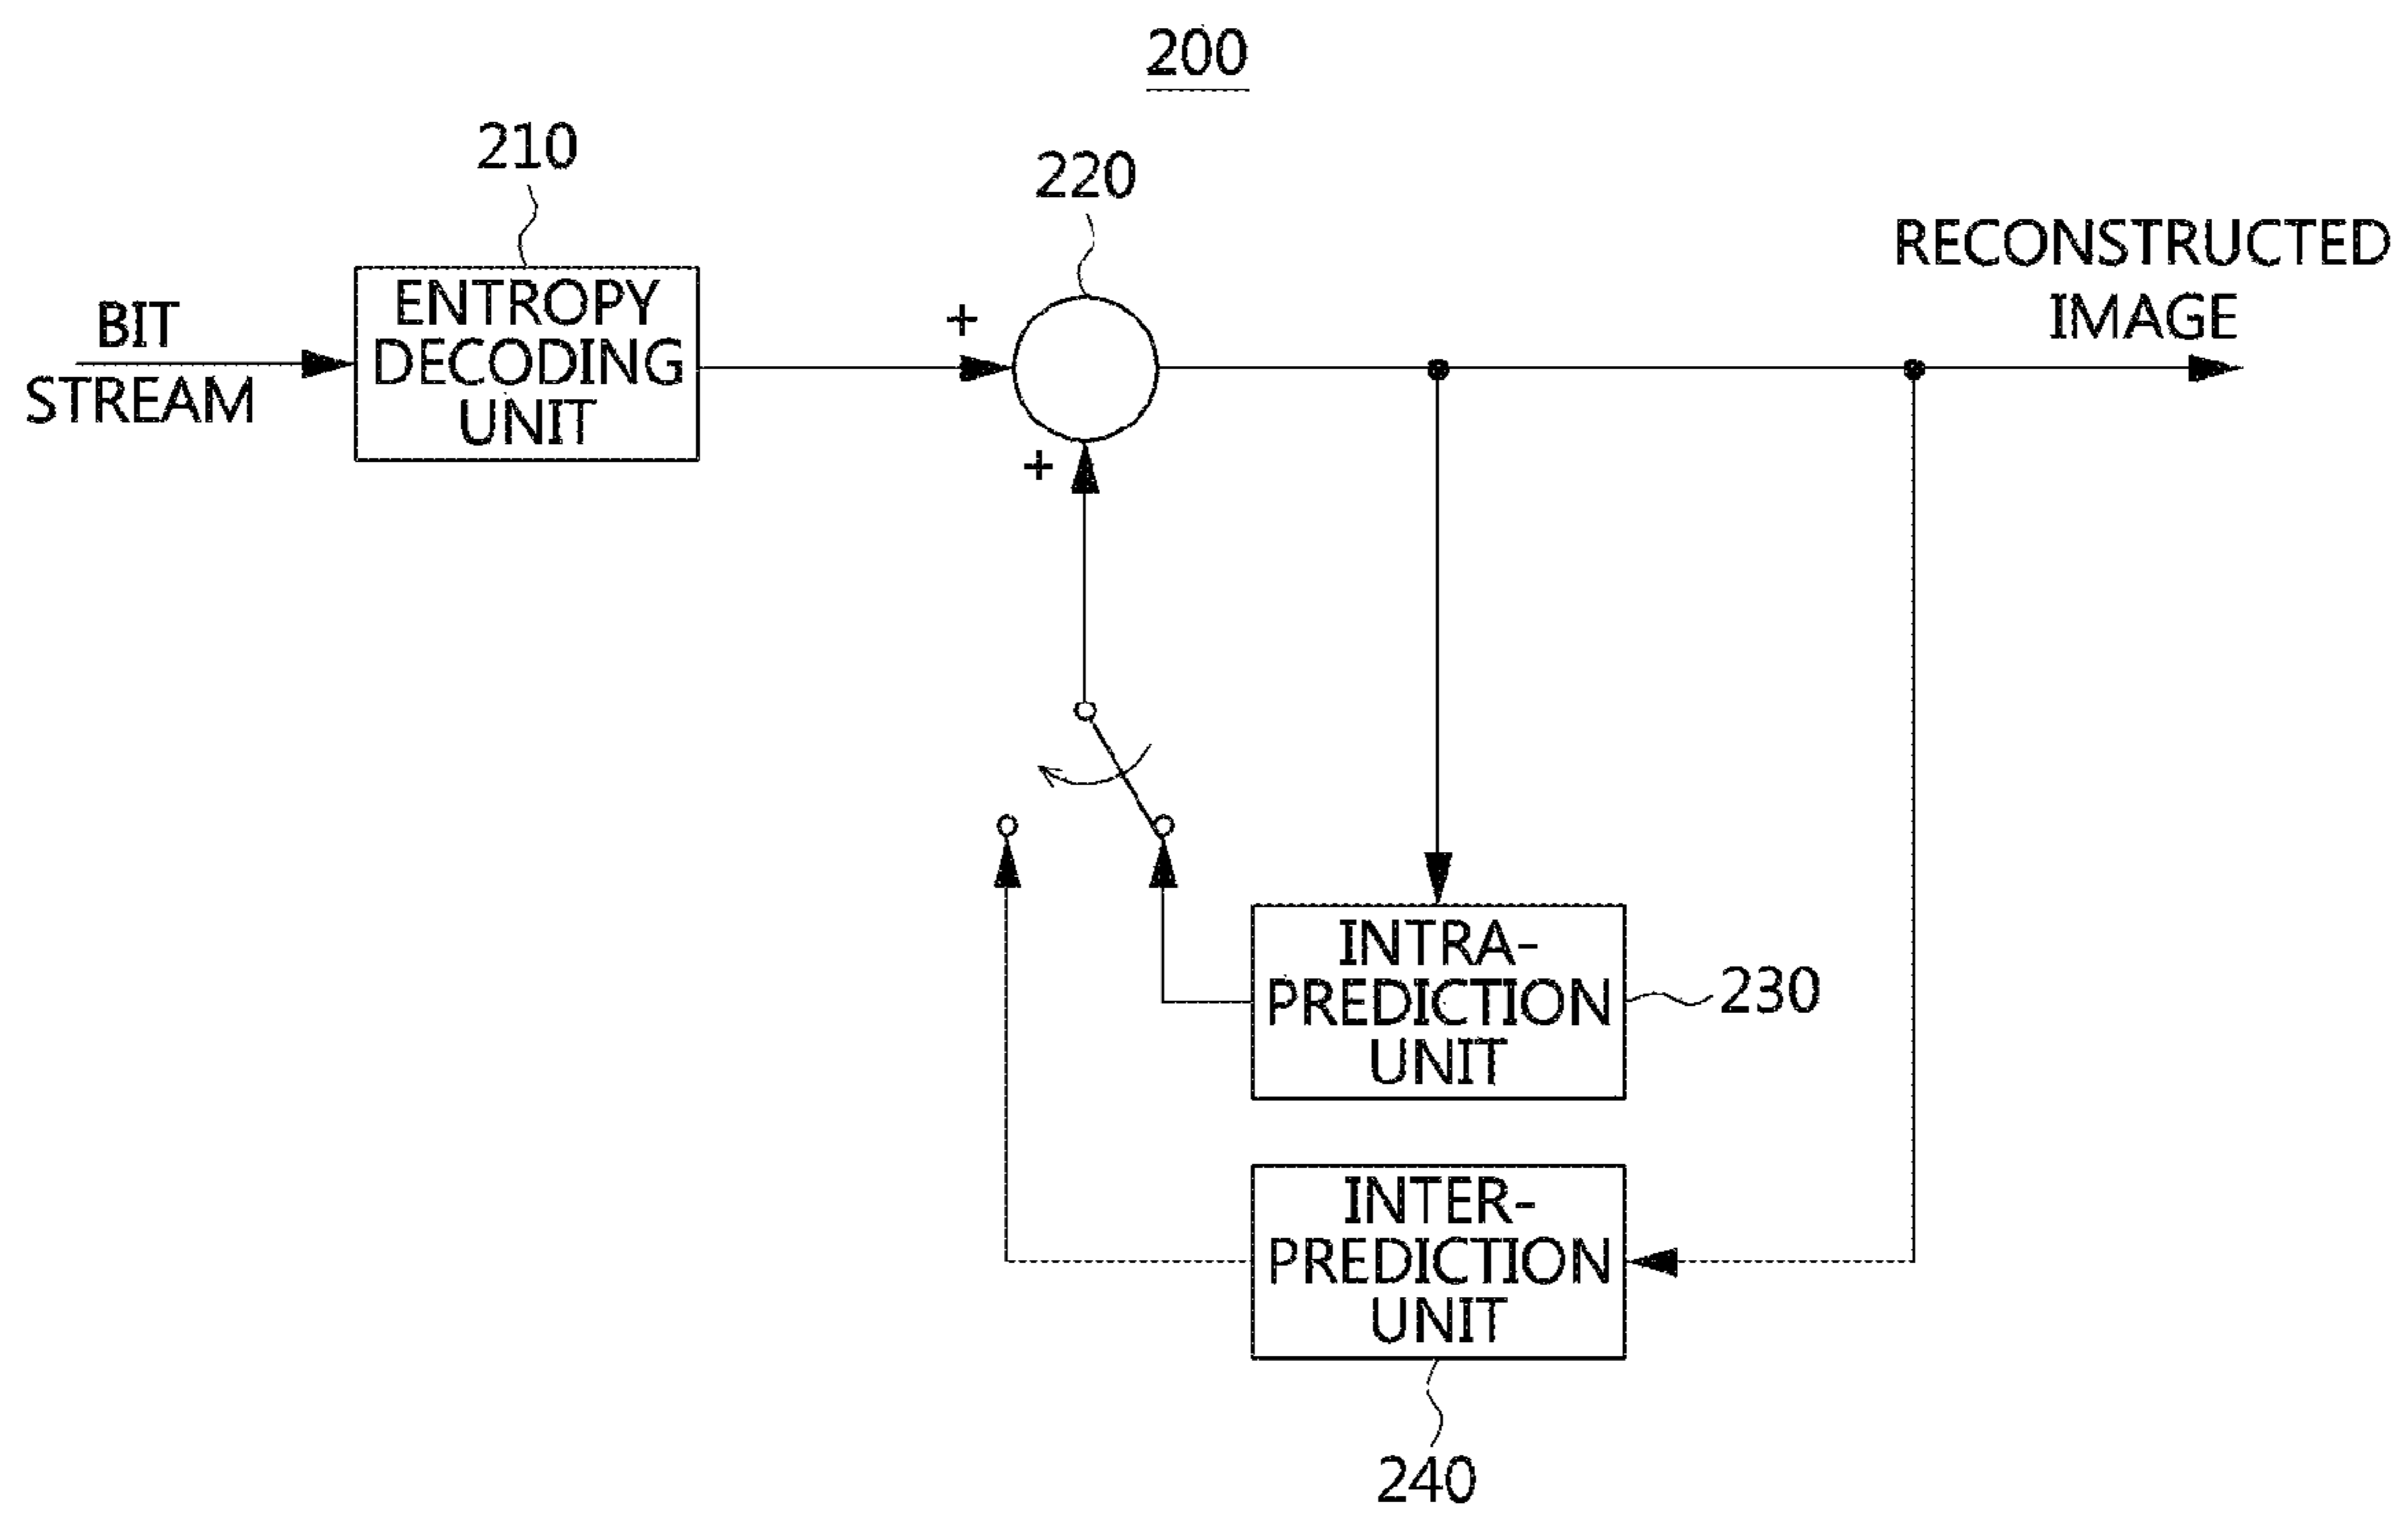 200
210
220
BIT
STREAM
ENTROPY
DECODING
UNIT
+
+
RECONSTRUCTED
IMAGE
INTRA-
PREDICTION
UNIT
230
INTER-
PREDICTION
UNIT
240